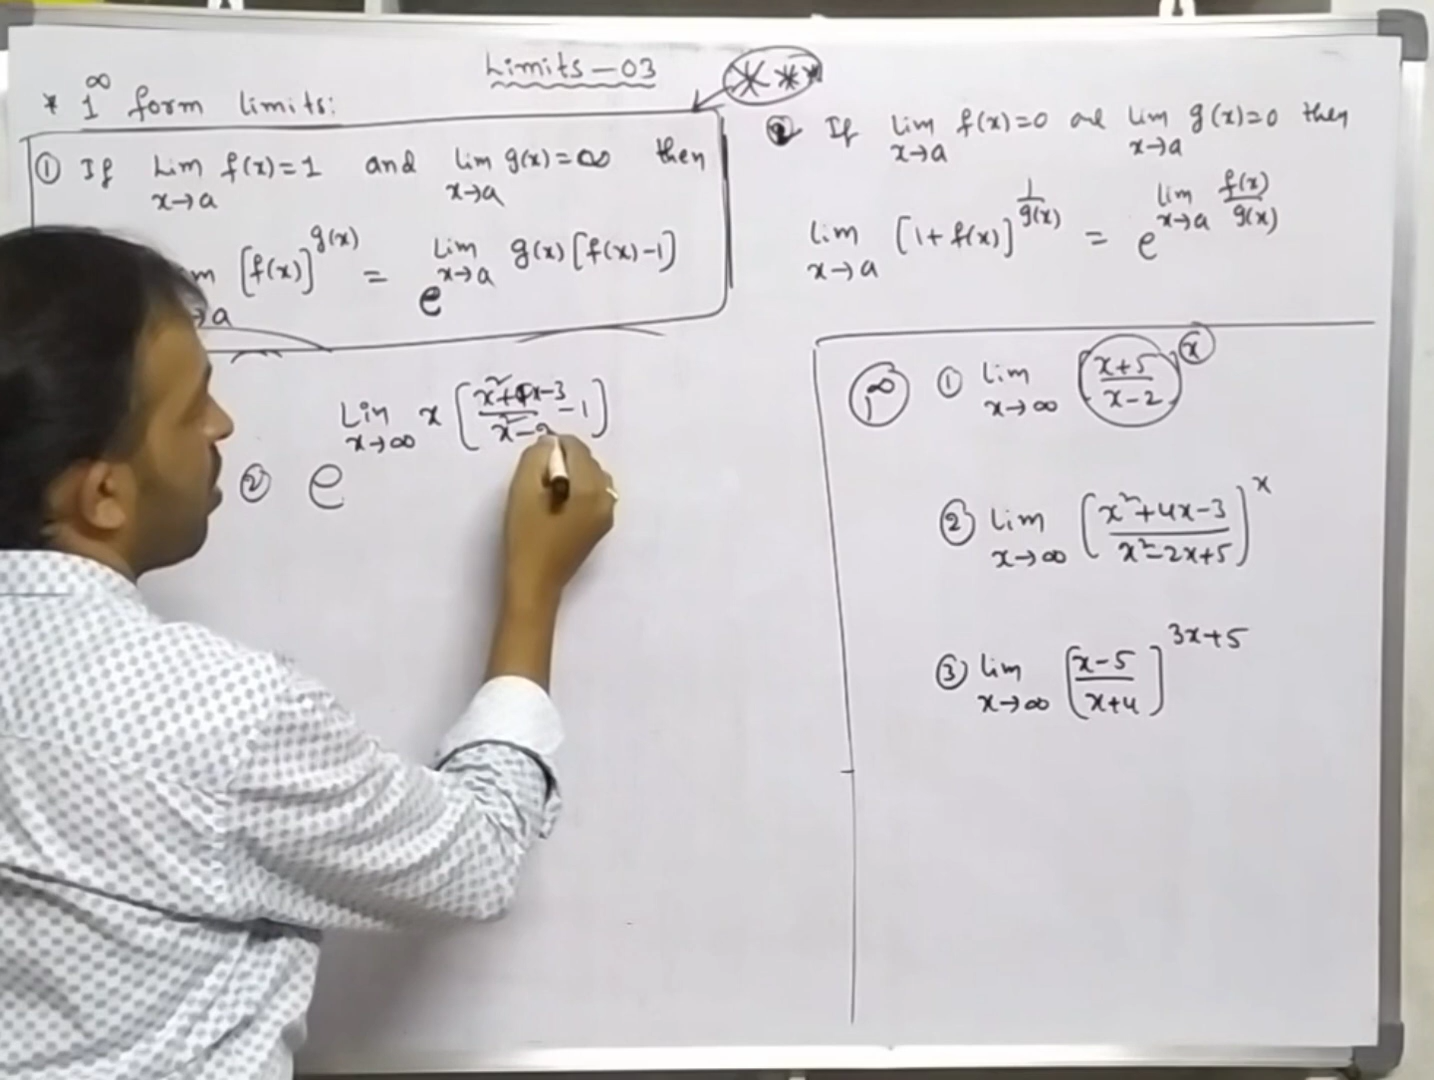 Limits-03
* 1^∞ form limits: ***
① If Lim x→a f(x)=1 and lim x→a g(x)=∞ then
[f(x)]^g(x) = e^lim x→a g(x)[f(x)-1]
② If lim x→a f(x)=0 and lim x→a g(x)=0 then
lim x→a [1+f(x)]^1/g(x) = e^lim x→a f(x)/g(x)
② e^Lim x→∞ x[(x²+4x-3)/(x²-2 -1]
1^∞ ① Lim x→∞ [(x+5)/(x-2)]^x
② lim x→∞ ((x²+4x-3)/(x²-2x+5))^x
③ lim x→∞ [(x-5)/(x+4)]^3x+5